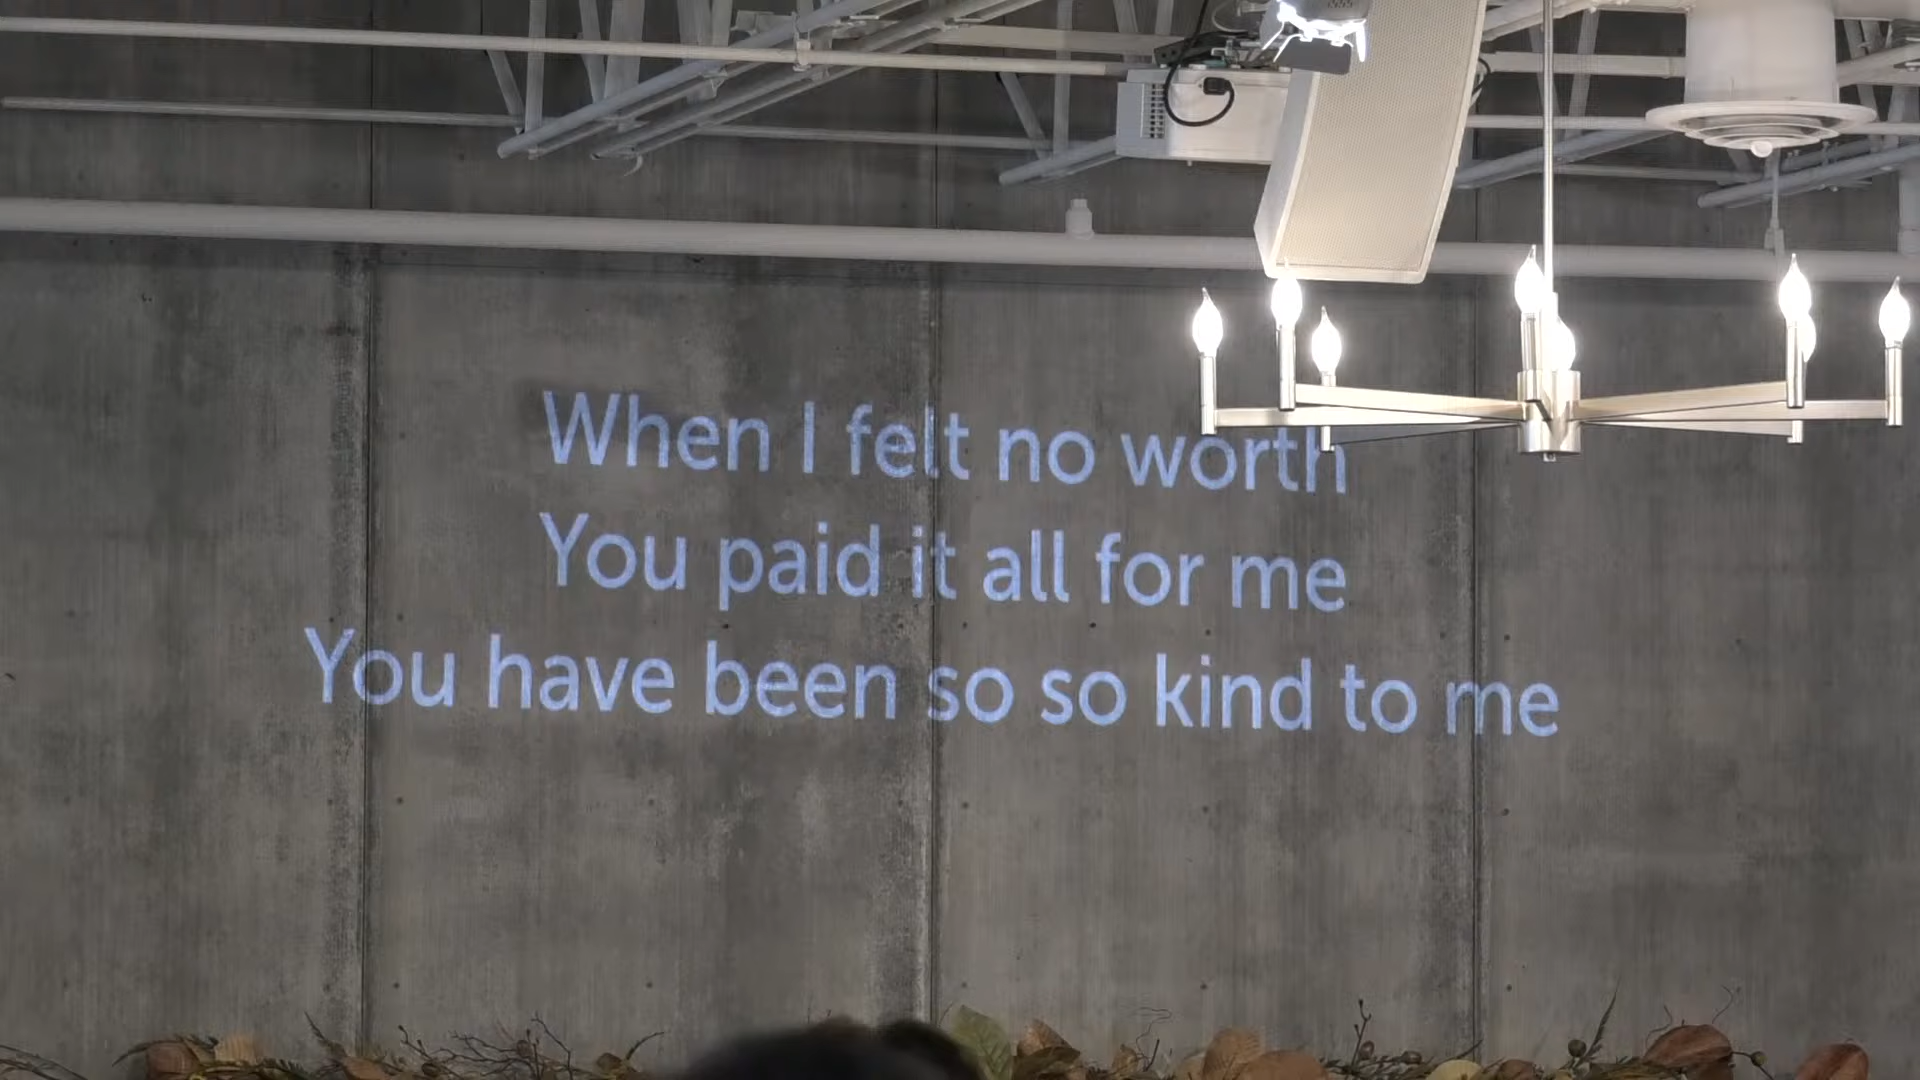 When I felt no worth
You paid it all for me
You have been so so kind to me